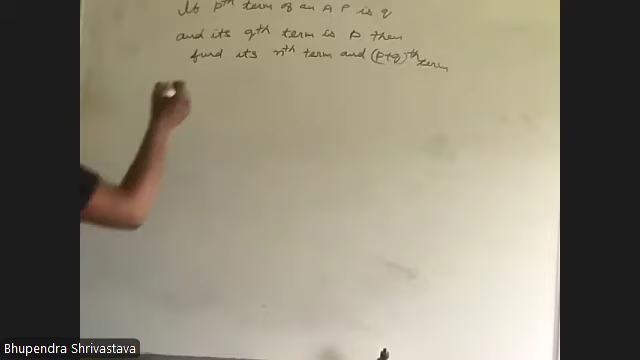 If pth term of an A P is q
and its qth term is p then
find its nth term and (p+q)th term
Bhupendra Shrivastava